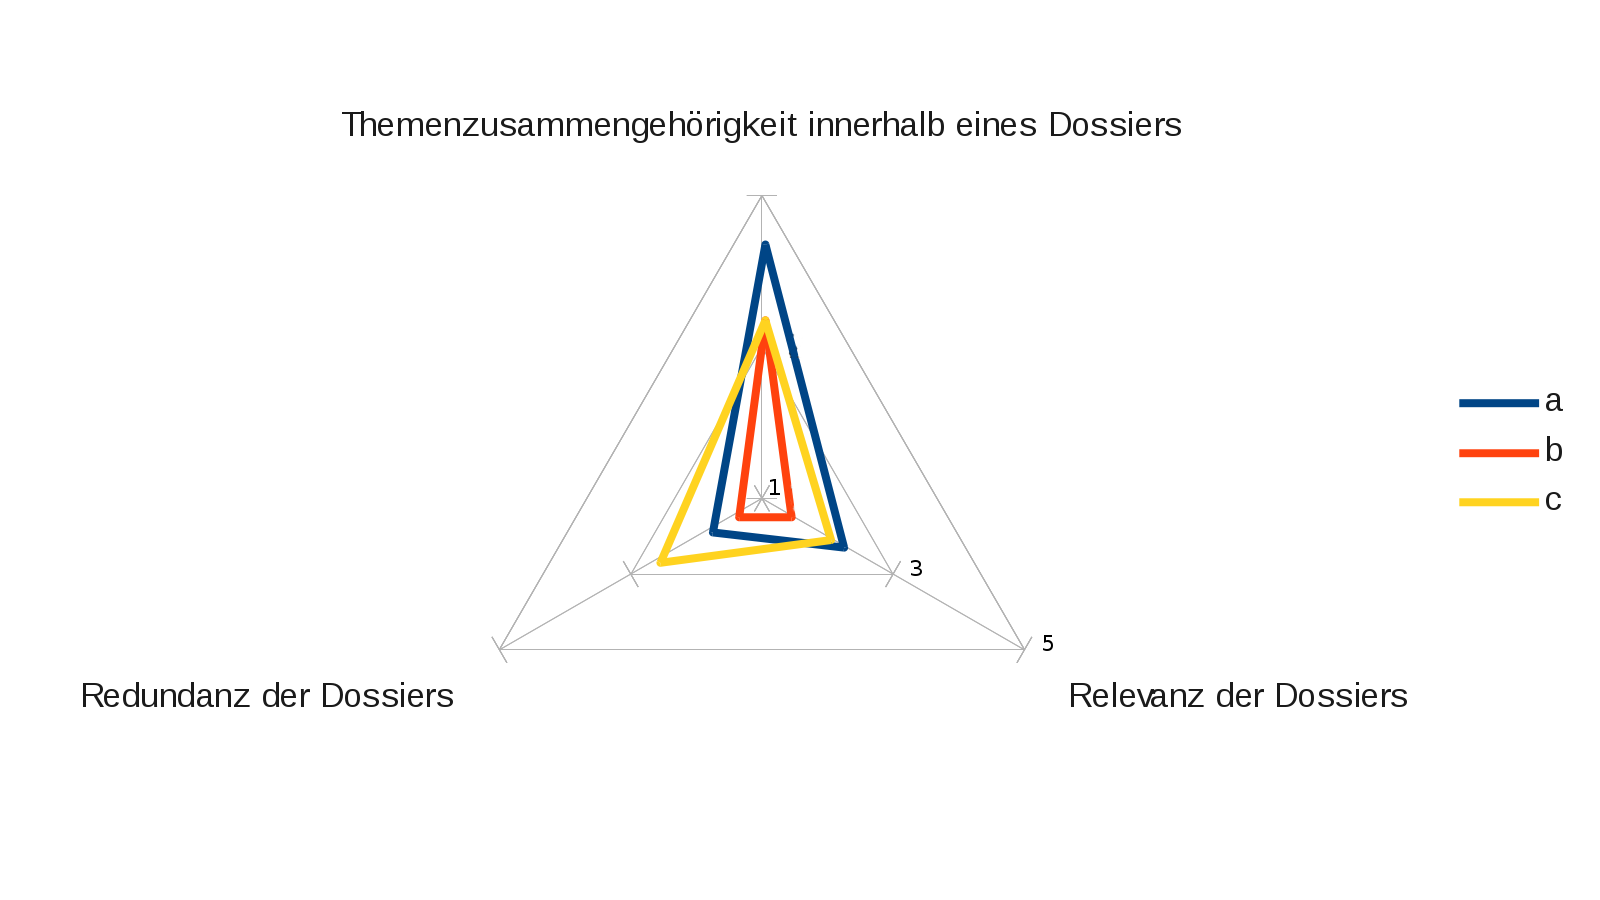 Themenzusammengehörigkeit innerhalb eines Dossiers
a
b
1
c
3
5
Redundanz der Dossiers
Relevanz der Dossiers